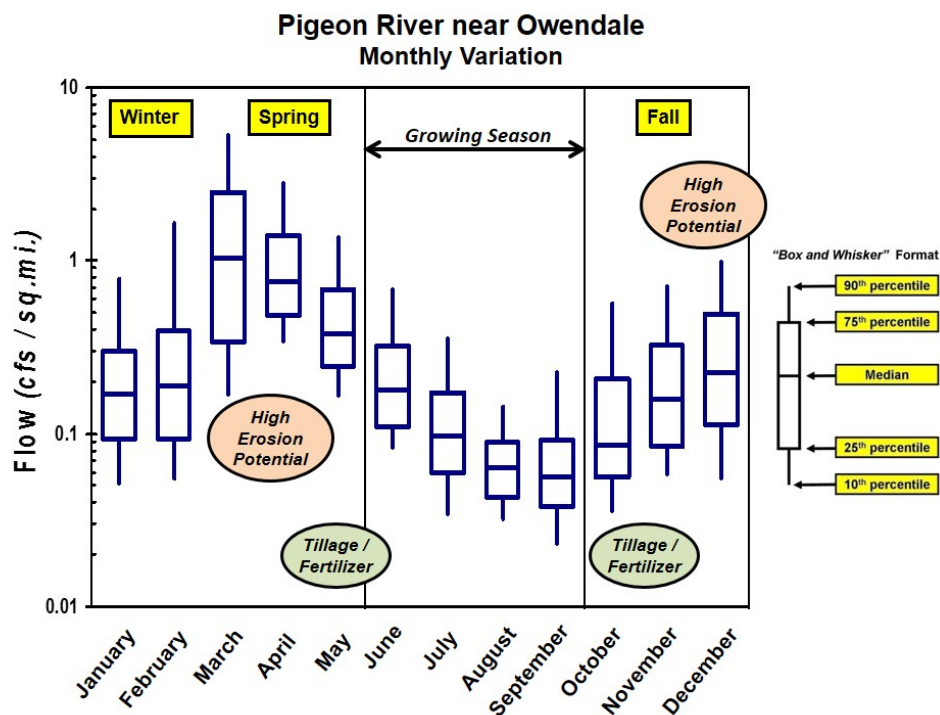 Pigeon River near Owendale
Monthly Variation
10
1
0.1
0.01
Flow (cfs / sq.mi.)
Winter
Spring
Growing Season
Fall
High
Erosion
Potential
High
Erosion
Potential
Tillage /
Fertilizer
Tillage /
Fertilizer
January
February
March
April
May
June
July
August
September
October
November
December
"Box and Whisker" Format
90th percentile
75th percentile
Median
25th percentile
10th percentile